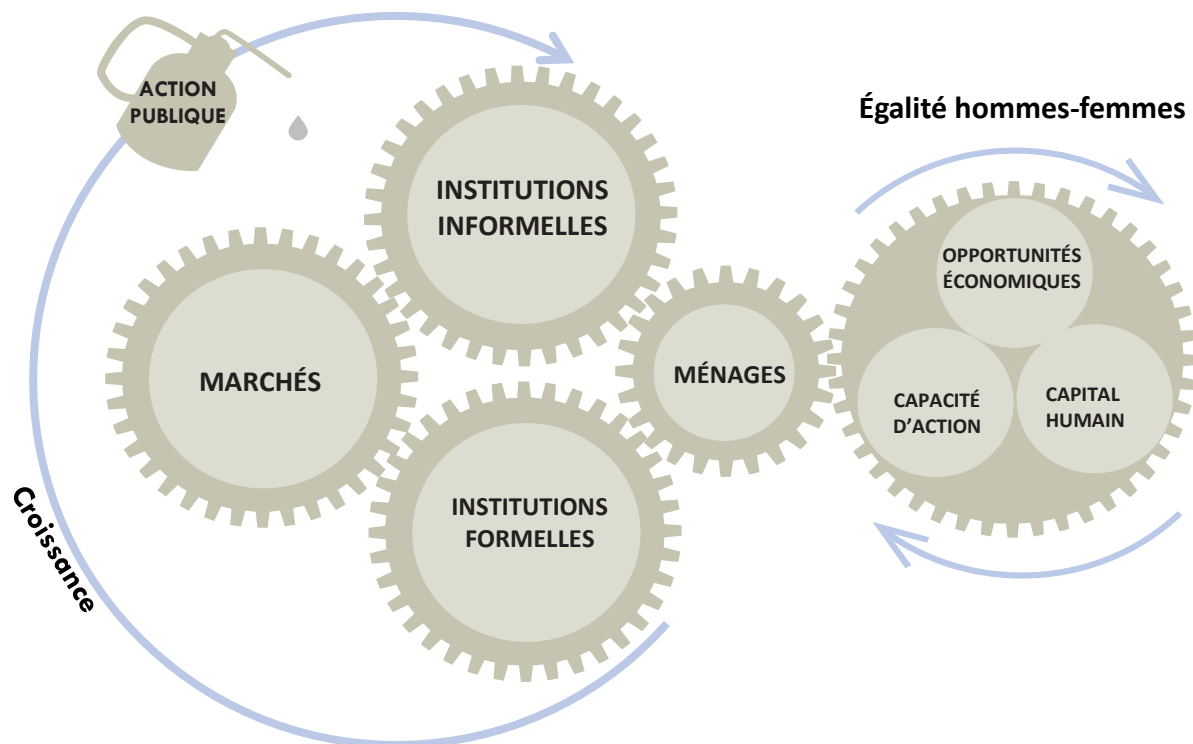 ACTION
PUBLIQUE
Égalité hommes-femmes
INSTITUTIONS
INFORMELLES
OPPORTUNITÉS
ÉCONOMIQUES
MARCHÉS
MÉNAGES
CAPACITÉ
D’ACTION
CAPITAL
HUMAIN
INSTITUTIONS
FORMELLES
Croissance